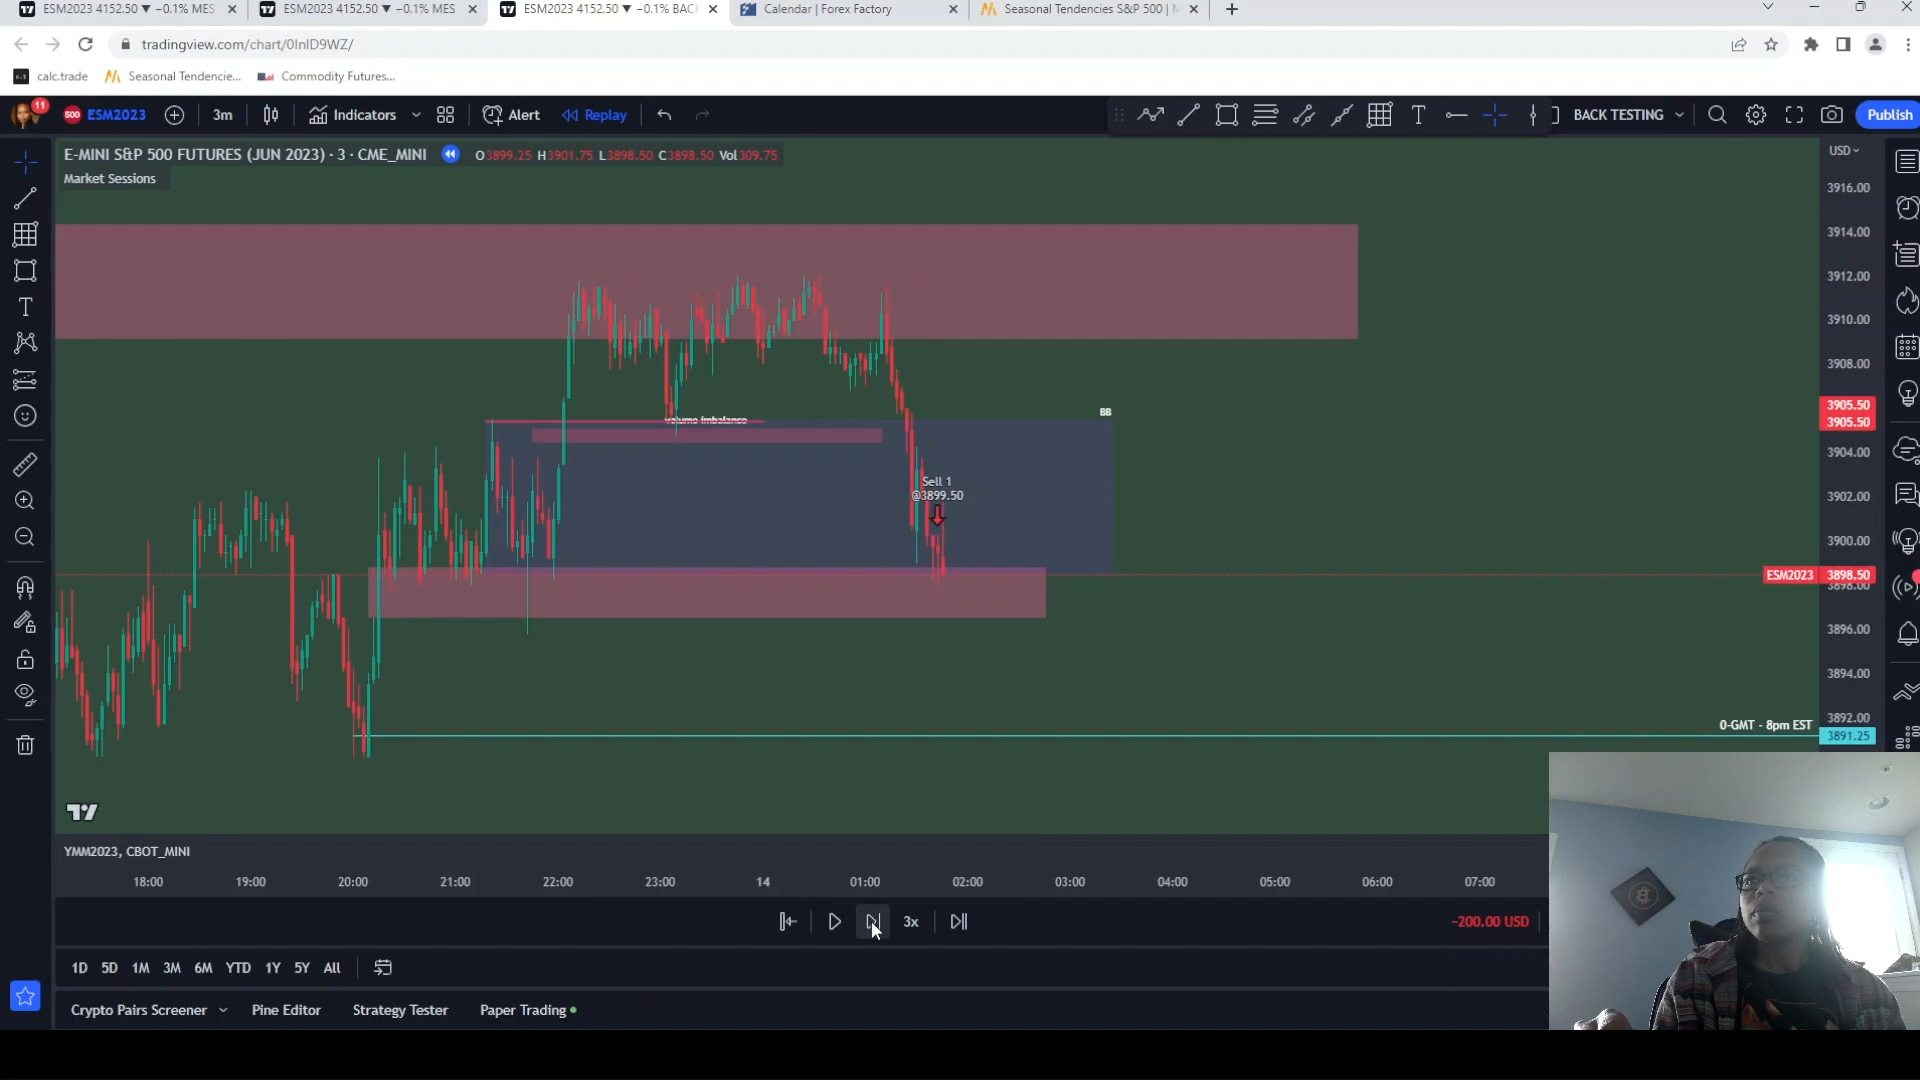 ESM2023 4152.50 ▼ −0.1% MES
ESM2023 4152.50 ▼ −0.1% MES
ESM2023 4152.50 ▼ −0.1% BAC
Calendar | Forex Factory
Seasonal Tendencies S&P 500 |
tradingview.com/chart/0InID9WZ/
calc.trade
Seasonal Tendencie...
Commodity Futures...
11
500
ESM2023
3m
Indicators
Alert
Replay
BACK TESTING
Publish
E-MINI S&P 500 FUTURES (JUN 2023) · 3 · CME_MINI
O3899.25 H3901.75 L3898.50 C3898.50 Vol309.75
Market Sessions
USD
3916.00
3914.00
3912.00
3910.00
3908.00
3905.50
3905.50
3904.00
3902.00
3900.00
ESM2023 3898.50
3898.00
3896.00
3894.00
3892.00
3891.25
volume imbalance
BB
Sell 1
@3899.50
0-GMT - 8pm EST
YMM2023, CBOT_MINI
18:00
19:00
20:00
21:00
22:00
23:00
14
01:00
02:00
03:00
04:00
05:00
06:00
07:00
3x
−200.00 USD
1D 5D 1M 3M 6M YTD 1Y 5Y All
Crypto Pairs Screener
Pine Editor
Strategy Tester
Paper Trading